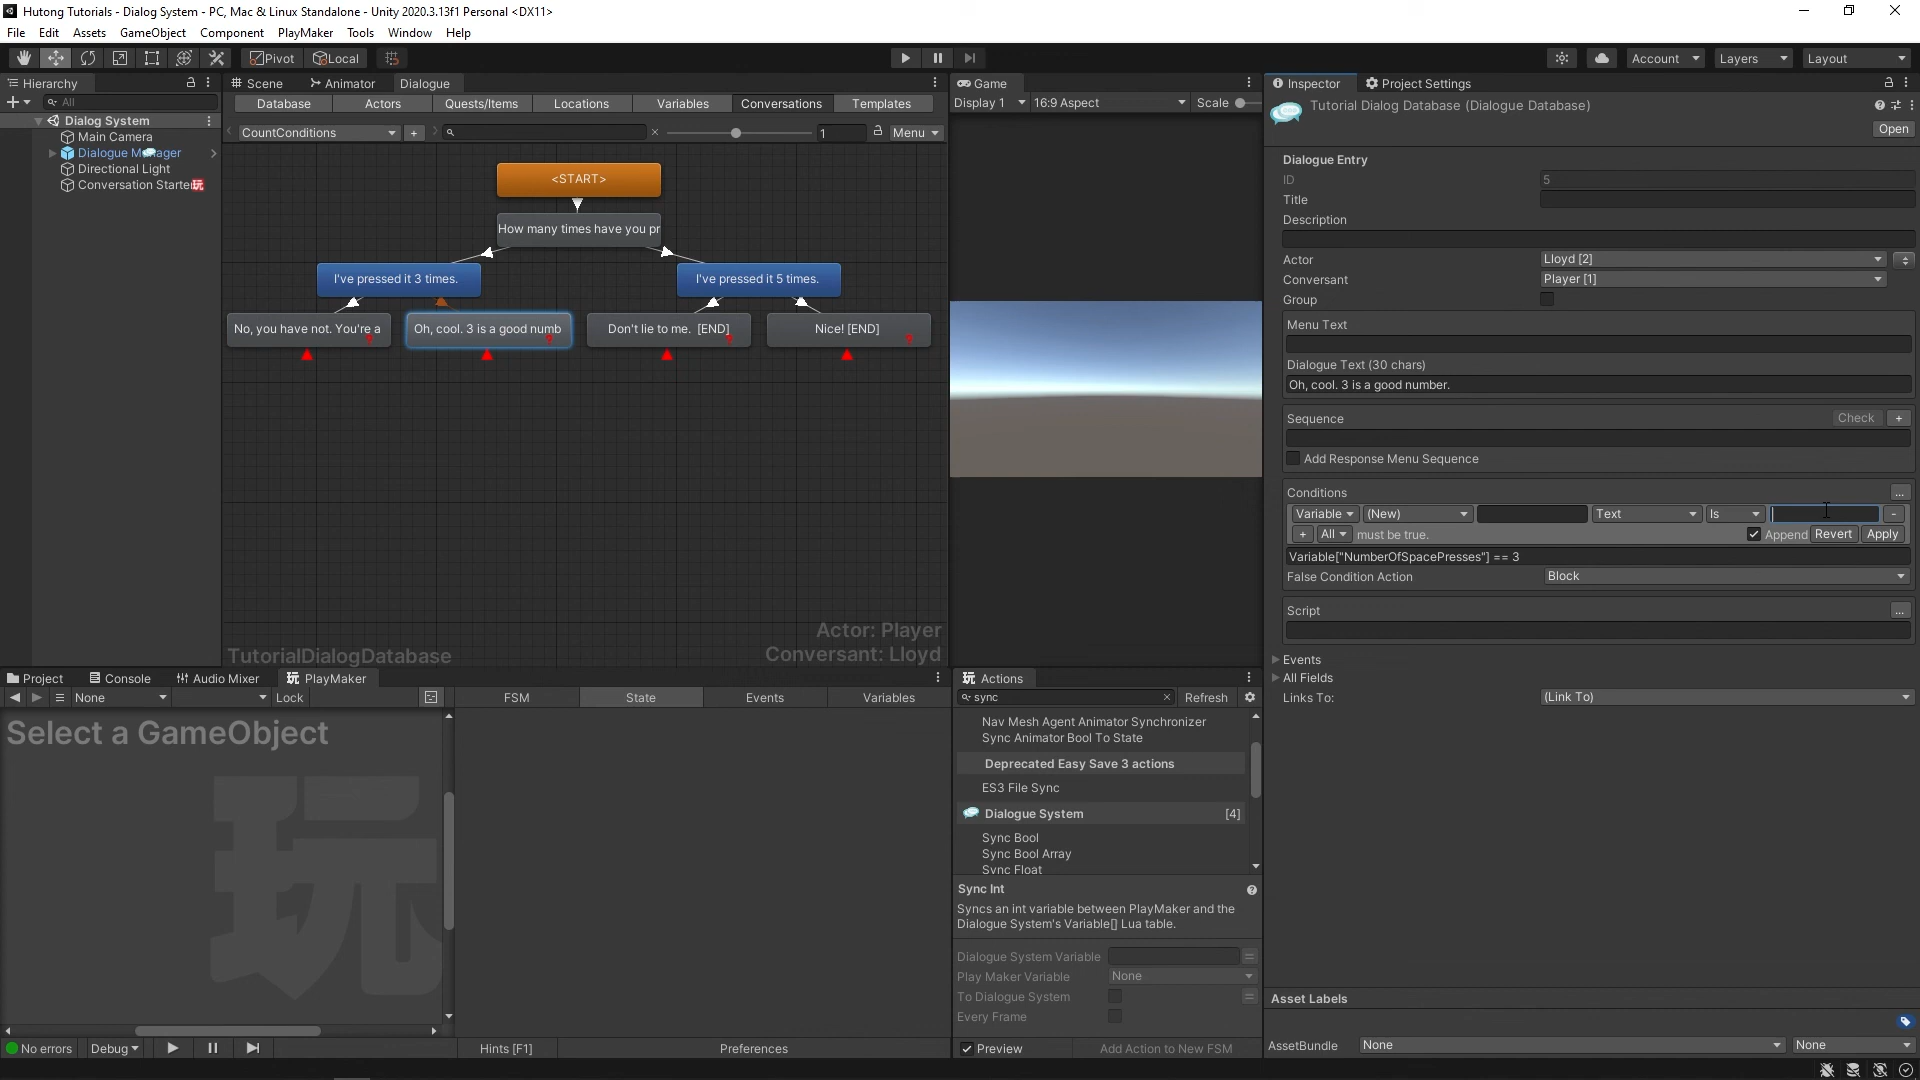 Hutong Tutorials - Dialog System - PC, Mac & Linux Standalone - Unity 2020.3.13f1 Personal <DX11>
File Edit Assets GameObject Component PlayMaker Tools Window Help
Pivot Local Account Layers Layout
Hierarchy
All
Dialog System
Main Camera
Dialogue Manager
Directional Light
Conversation Starte
玩
Scene Animator Dialogue
Database Actors Quests/Items Locations Variables Conversations Templates
CountConditions + 1 Menu
<START>
How many times have you pr
I've pressed it 3 times.
I've pressed it 5 times.
No, you have not. You're a
Oh, cool. 3 is a good numb
Don't lie to me. [END]
Nice! [END]
Actor: Player
Conversant: Lloyd
TutorialDialogDatabase
Game
Display 1 16:9 Aspect Scale
Inspector Project Settings
Tutorial Dialog Database (Dialogue Database)
Open
Dialogue Entry
ID 5
Title
Description
Actor Lloyd [2]
Conversant Player [1]
Group
Menu Text
Dialogue Text (30 chars)
Oh, cool. 3 is a good number.
Sequence Check +
Add Response Menu Sequence
Conditions ...
Variable (New) Text Is -
+ All must be true. Append Revert Apply
Variable["NumberOfSpacePresses"] == 3
False Condition Action Block
Script ...
Events
All Fields
Links To: (Link To)
Asset Labels
AssetBundle None None
Project Console Audio Mixer 玩 PlayMaker
None Lock FSM State Events Variables
Select a GameObject
玩
No errors Debug Hints [F1] Preferences
玩 Actions
sync Refresh
Nav Mesh Agent Animator Synchronizer
Sync Animator Bool To State
Deprecated Easy Save 3 actions
ES3 File Sync
Dialogue System [4]
Sync Bool
Sync Bool Array
Sync Float
Sync Int
Syncs an int variable between PlayMaker and the
Dialogue System's Variable[] Lua table.
Dialogue System Variable
Play Maker Variable None
To Dialogue System
Every Frame
Preview Add Action to New FSM